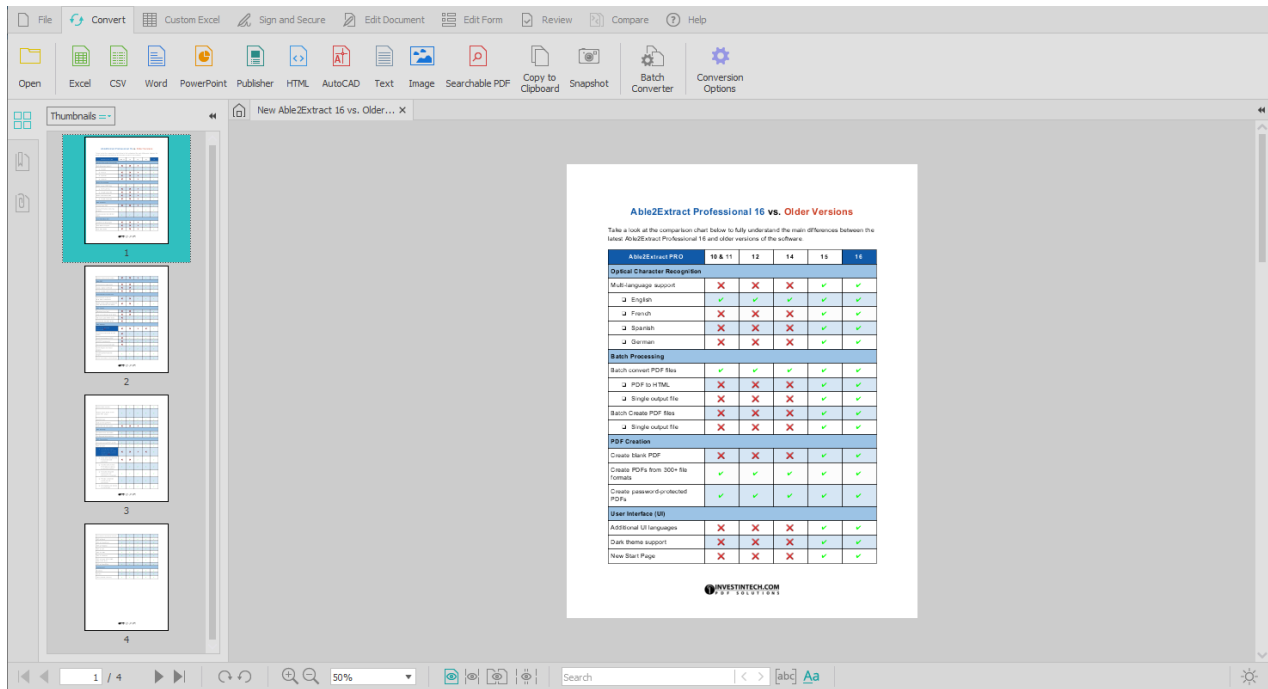 File Convert Custom Excel Sign and Secure Edit Document Edit Form Review Compare Help
Open Excel CSV Word PowerPoint Publisher HTML AutoCAD Text Image Searchable PDF Copy to Clipboard Snapshot Batch Converter Conversion Options
Thumbnails
New Able2Extract 16 vs. Older...
1
2
3
4
Able2Extract Professional 16 vs. Older Versions
Take a look at the comparison chart below to fully understand the main differences between the
latest Able2Extract Professional 16 and older versions of the software.
Able2Extract PRO 10 & 11 12 14 15 16
Optical Character Recognition
Multi-language support
English
French
Spanish
German
Batch Processing
Batch convert PDF files
PDF to HTML
Single output file
Batch Create PDF files
Single output file
PDF Creation
Create blank PDF
Create PDFs from 300+ file
formats
Create password-protected
PDFs
User Interface (UI)
Additional UI languages
Dark theme support
New Start Page
INVESTINTECH.COM
PDF SOLUTIONS
1 / 4 50% Search [abc] Aa